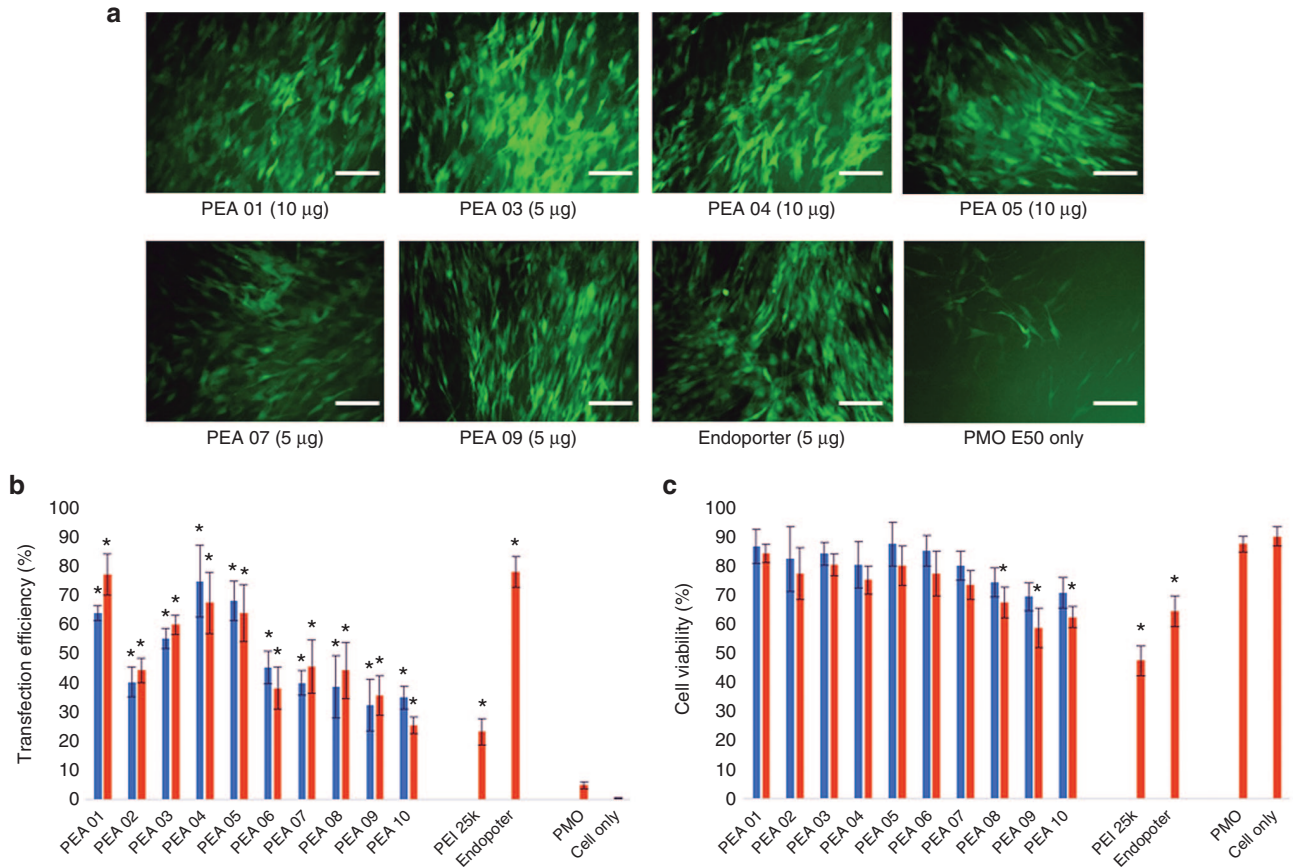 a
PEA 01 (10 μg)
PEA 03 (5 μg)
PEA 04 (10 μg)
PEA 05 (10 μg)
PEA 07 (5 μg)
PEA 09 (5 μg)
Endoporter (5 μg)
PMO E50 only
b
Transfection efficiency (%)
100
90
80
70
60
50
40
30
20
10
0
* * * * * * * * * * * * * * * * * * * * * *
PEA 01
PEA 02
PEA 03
PEA 04
PEA 05
PEA 06
PEA 07
PEA 08
PEA 09
PEA 10
PEI 25k
Endopoter
PMO
Cell only
c
Cell viability (%)
100
90
80
70
60
50
40
30
20
10
0
* * * * *
PEA 01
PEA 02
PEA 03
PEA 04
PEA 05
PEA 06
PEA 07
PEA 08
PEA 09
PEA 10
PEI 25k
Endopoter
PMO
Cell only